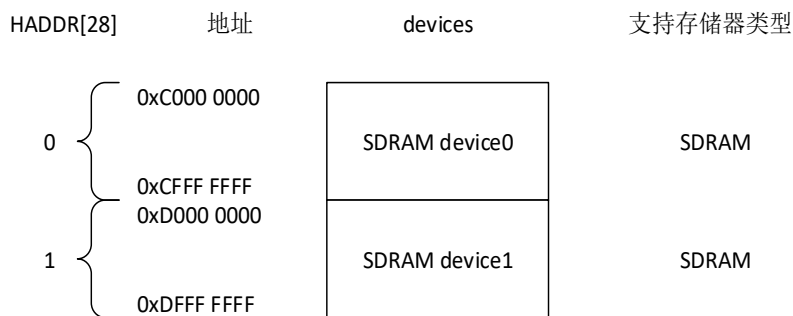 HADDR[28] 地址 devices 支持存储器类型
0xC000 0000
0 SDRAM device0 SDRAM
0xCFFF FFFF
0xD000 0000
1 SDRAM device1 SDRAM
0xDFFF FFFF